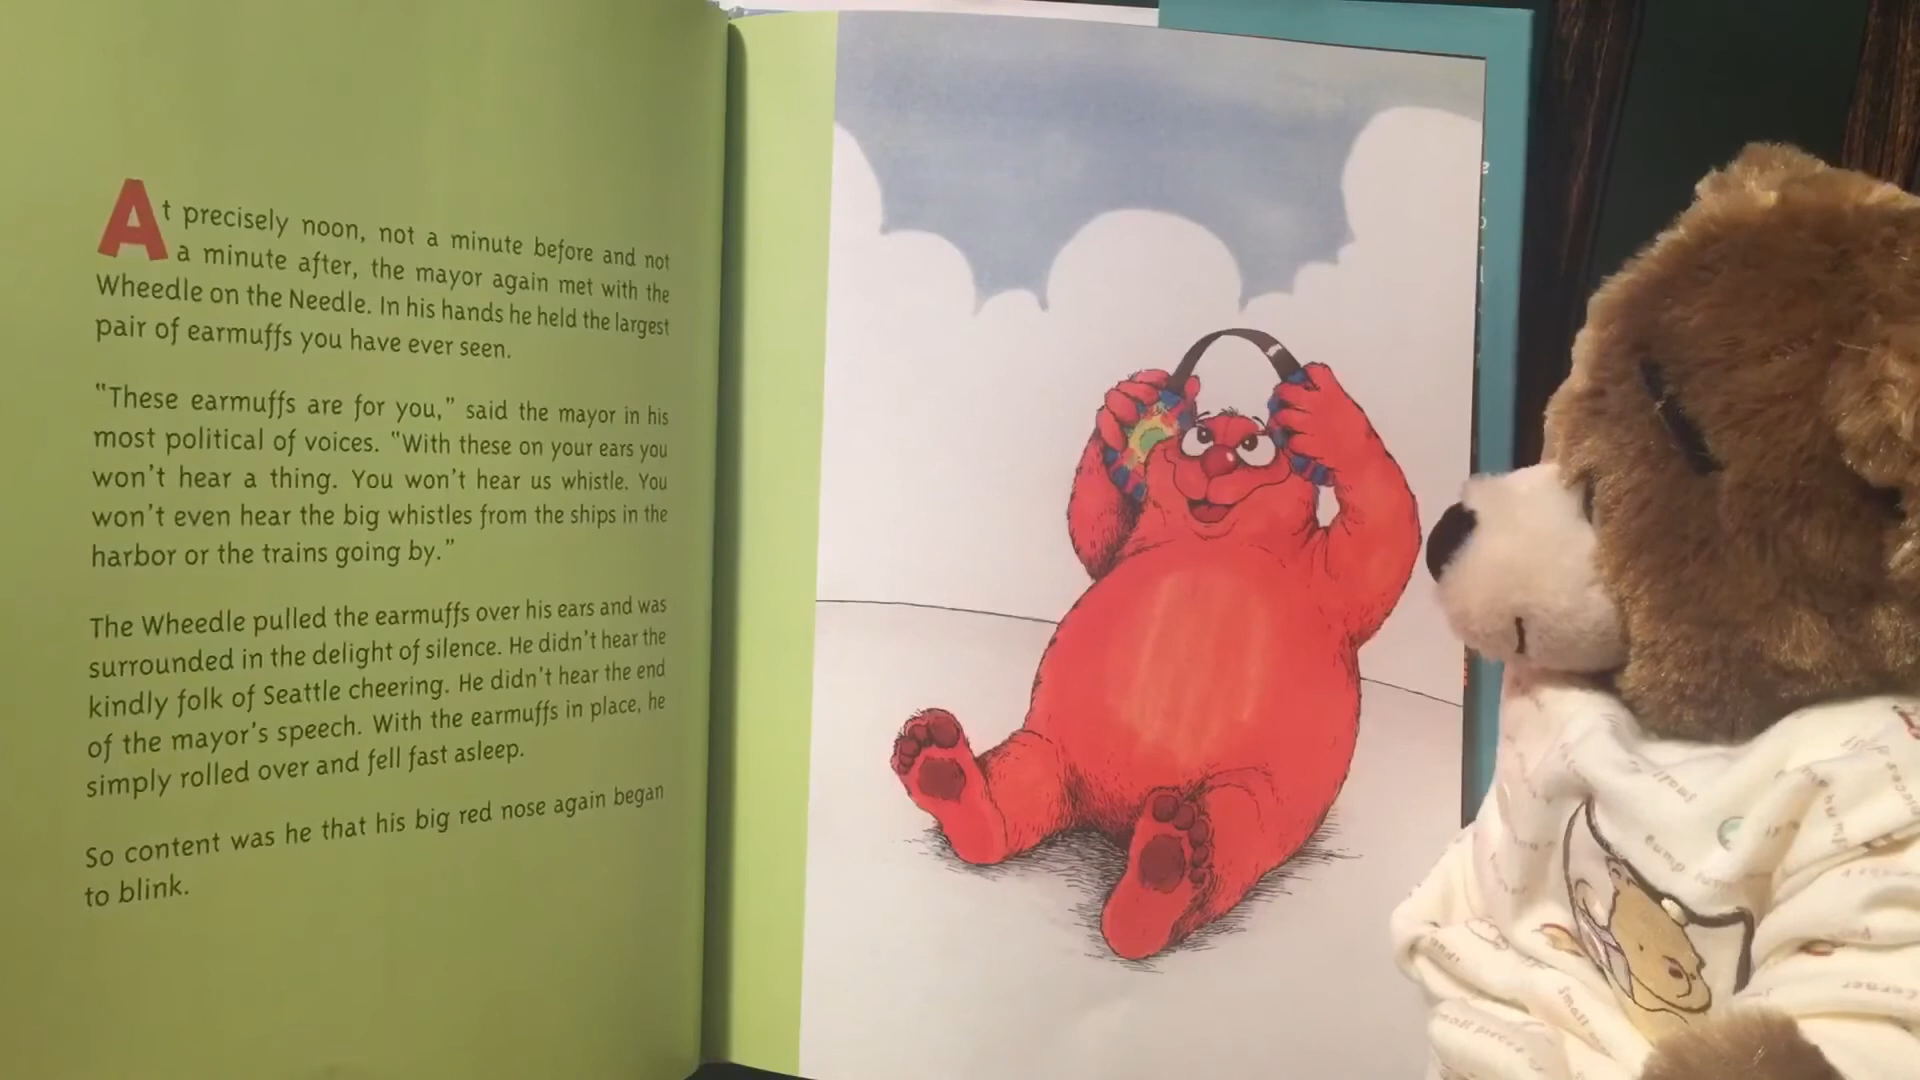 At precisely noon, not a minute before and not
a minute after, the mayor again met with the
Wheedle on the Needle. In his hands he held the largest
pair of earmuffs you have ever seen.
"These earmuffs are for you," said the mayor in his
most political of voices. "With these on your ears you
won't hear a thing. You won't hear us whistle. You
won't even hear the big whistles from the ships in the
harbor or the trains going by."
The Wheedle pulled the earmuffs over his ears and was
surrounded in the delight of silence. He didn't hear the
kindly folk of Seattle cheering. He didn't hear the end
of the mayor's speech. With the earmuffs in place, he
simply rolled over and fell fast asleep.
So content was he that his big red nose again began
to blink.
small
bump
corner
small